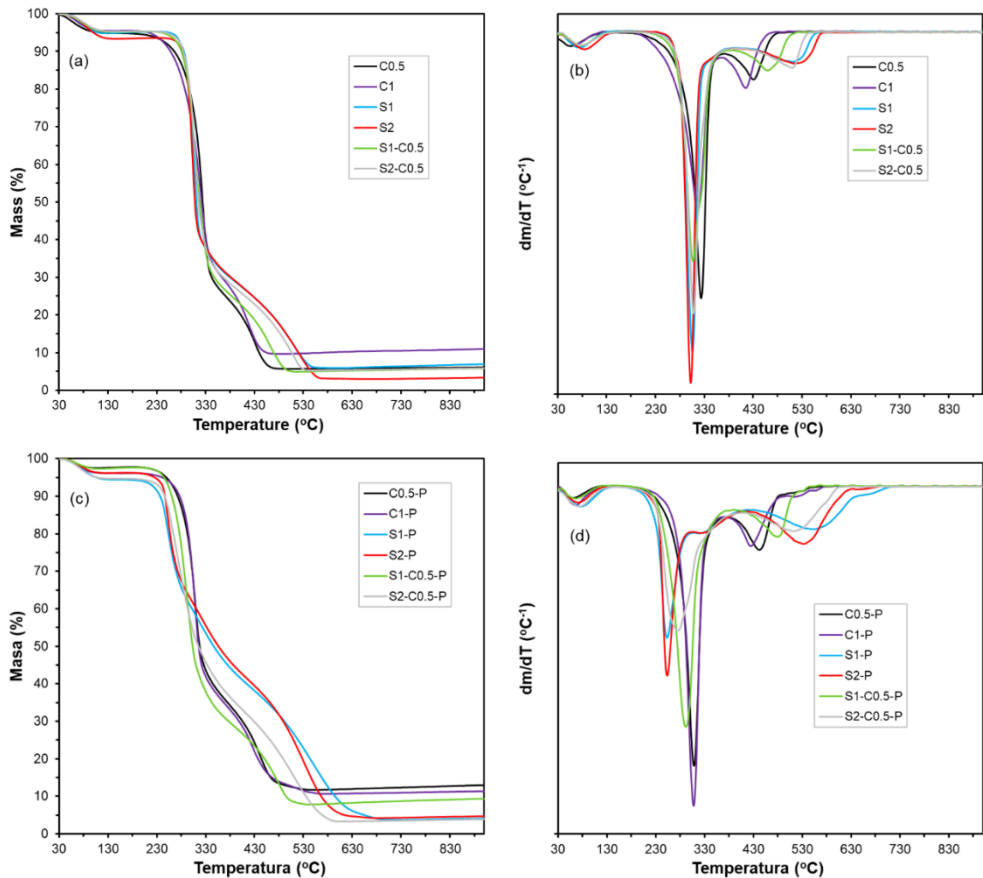 100
90
80
70
60
50
40
30
20
10
0
Mass (%)
(a)
C0.5
C1
S1
S2
S1-C0.5
S2-C0.5
30 130 230 330 430 530 630 730 830
Temperature (ºC)
dm/dT (ºC-1)
(b)
C0.5
C1
S1
S2
S1-C0.5
S2-C0.5
30 130 230 330 430 530 630 730 830
Temperature (ºC)
100
90
80
70
60
50
40
30
20
10
0
Masa (%)
(c)
C0.5-P
C1-P
S1-P
S2-P
S1-C0.5-P
S2-C0.5-P
30 130 230 330 430 530 630 730 830
Temperatura (ºC)
dm/dT (ºC-1)
(d)
C0.5-P
C1-P
S1-P
S2-P
S1-C0.5-P
S2-C0.5-P
30 130 230 330 430 530 630 730 830
Temperatura (ºC)